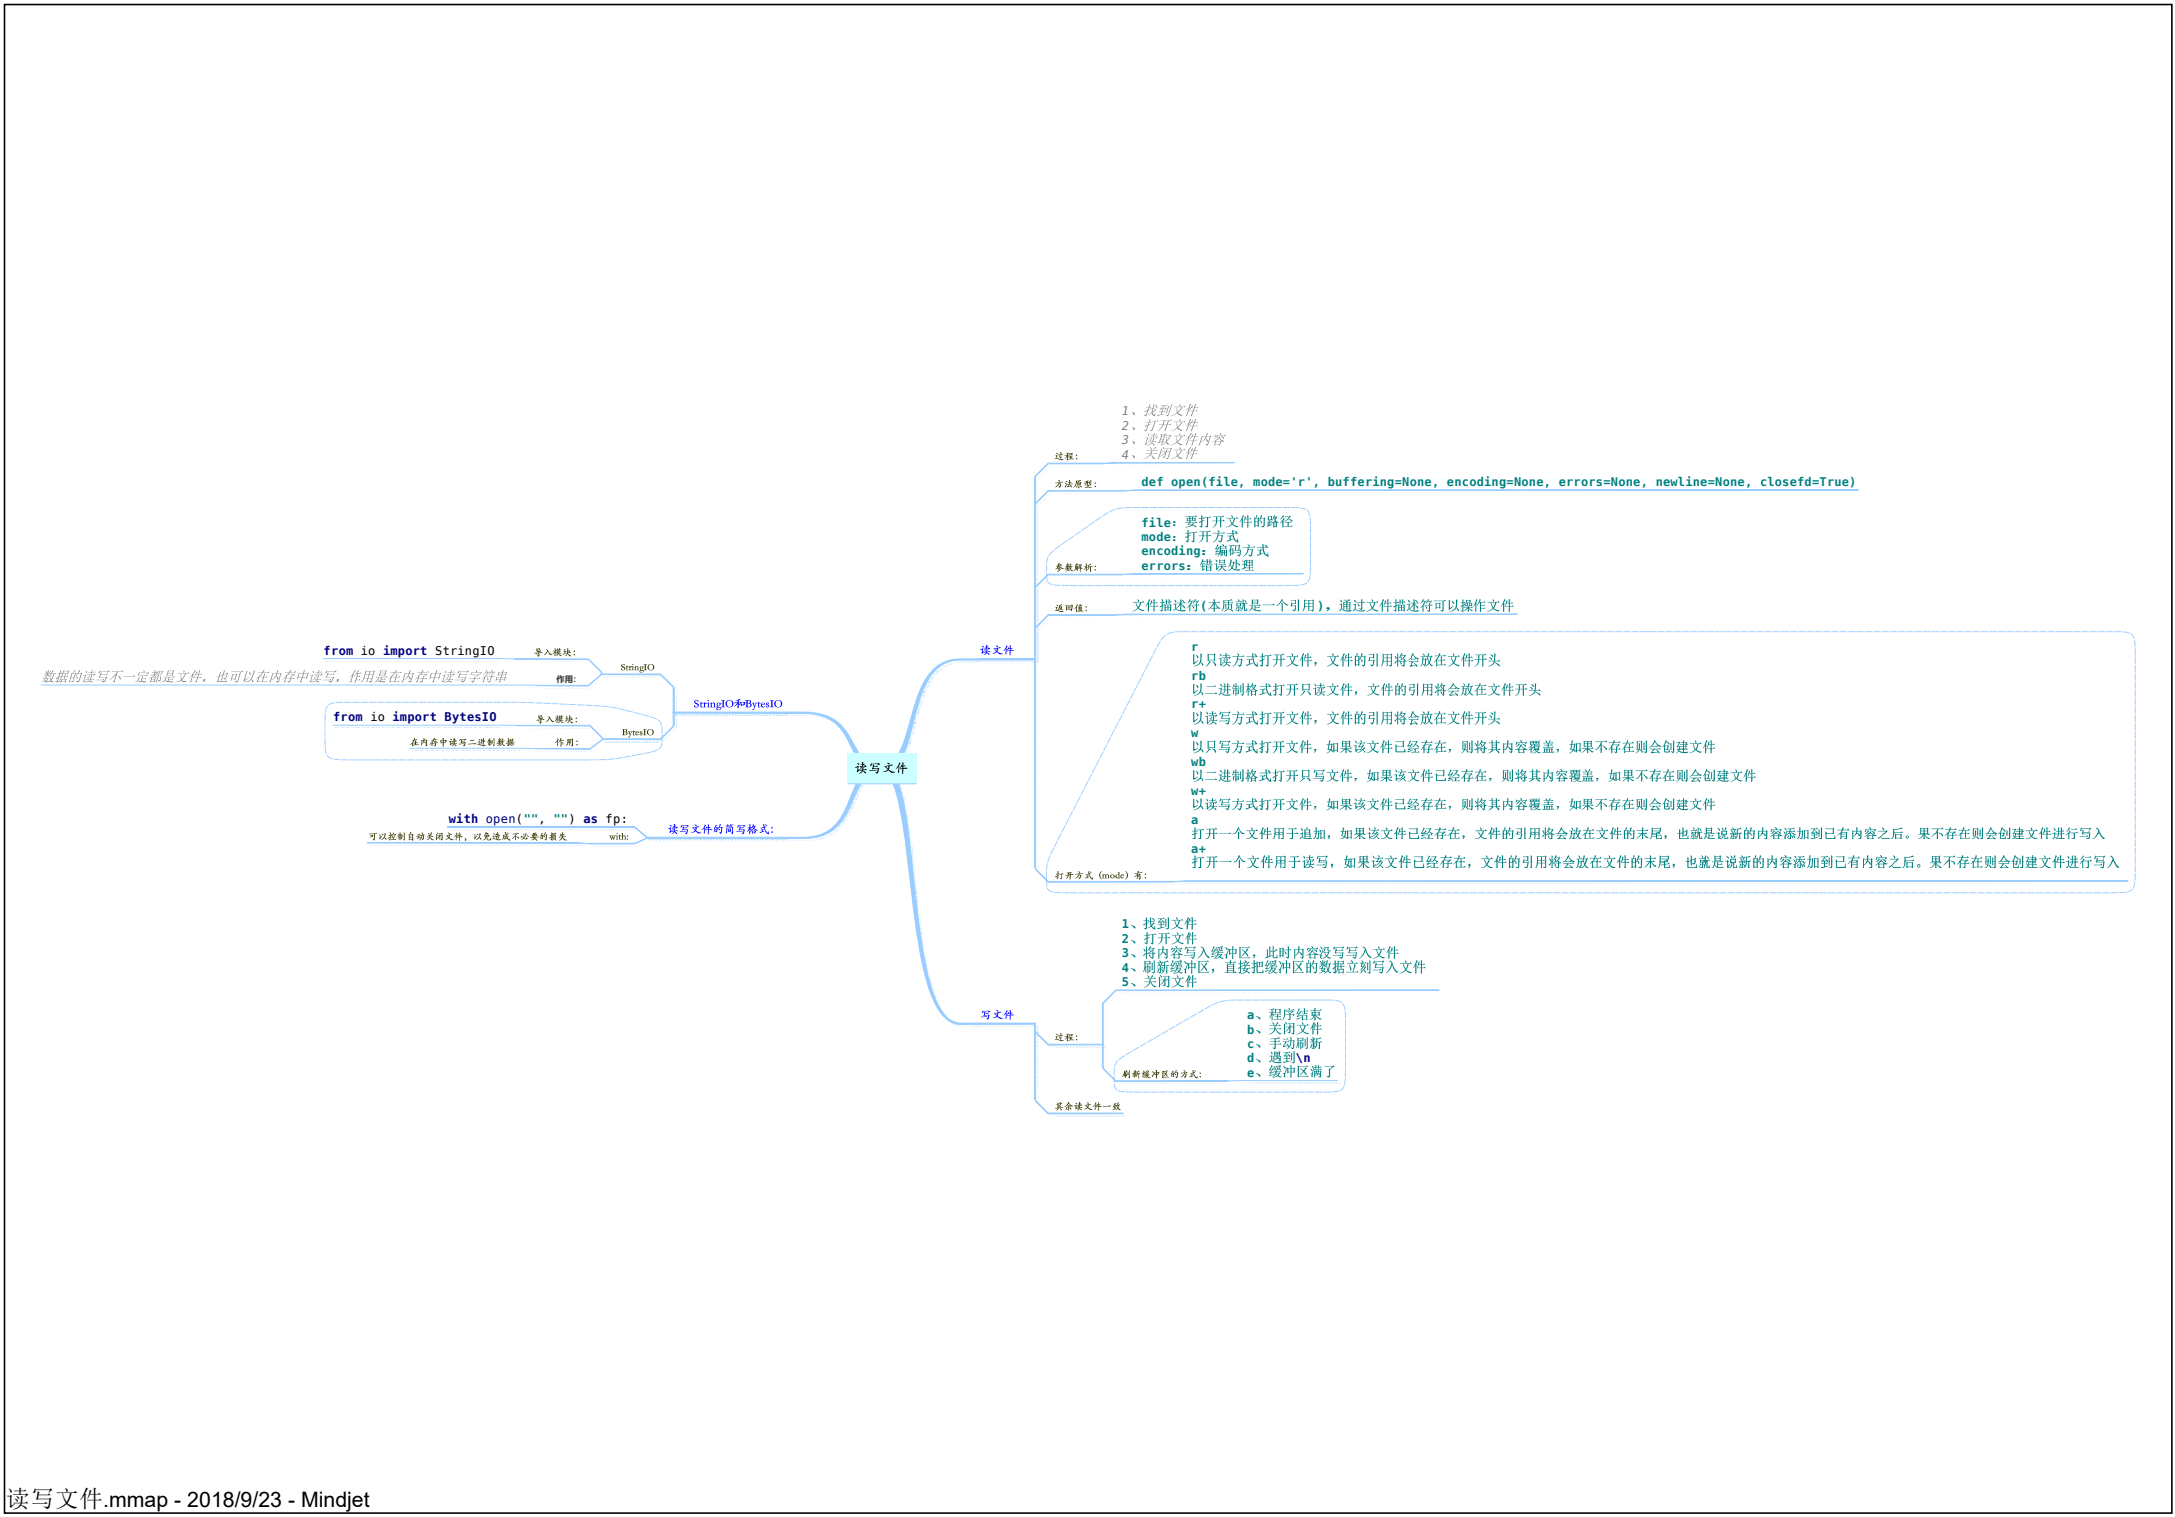 读写文件
读文件
过程:
1、找到文件
2、打开文件
3、读取文件内容
4、关闭文件
方法原型:
def open(file, mode='r', buffering=None, encoding=None, errors=None, newline=None, closefd=True)
参数解析:
file: 要打开文件的路径
mode: 打开方式
encoding: 编码方式
errors: 错误处理
返回值:
文件描述符(本质就是一个引用), 通过文件描述符可以操作文件
打开方式 (mode) 有:
r
以只读方式打开文件，文件的引用将会放在文件开头
rb
以二进制格式打开只读文件，文件的引用将会放在文件开头
r+
以读写方式打开文件，文件的引用将会放在文件开头
w
以只写方式打开文件，如果该文件已经存在，则将其内容覆盖，如果不存在则会创建文件
wb
以二进制格式打开只写文件，如果该文件已经存在，则将其内容覆盖，如果不存在则会创建文件
w+
以读写方式打开文件，如果该文件已经存在，则将其内容覆盖，如果不存在则会创建文件
a
打开一个文件用于追加，如果该文件已经存在，文件的引用将会放在文件的末尾，也就是说新的内容添加到已有内容之后。果不存在则会创建文件进行写入
a+
打开一个文件用于读写，如果该文件已经存在，文件的引用将会放在文件的末尾，也就是说新的内容添加到已有内容之后。果不存在则会创建文件进行写入
写文件
过程:
1、找到文件
2、打开文件
3、将内容写入缓冲区，此时内容没写写入文件
4、刷新缓冲区，直接把缓冲区的数据立刻写入文件
5、关闭文件
刷新缓冲区的方式:
a、程序结束
b、关闭文件
c、手动刷新
d、遇到\n
e、缓冲区满了
其余读文件一致
StringIO和BytesIO
StringIO
导入模块:
from io import StringIO
作用:
数据的读写不一定都是文件，也可以在内存中读写，作用是在内存中读写字符串
BytesIO
导入模块:
from io import BytesIO
作用:
在内存中读写二进制数据
读写文件的简写格式:
with open("", "") as fp:
with:
可以控制自动关闭文件，以免造成不必要的损失
读写文件.mmap - 2018/9/23 - Mindjet